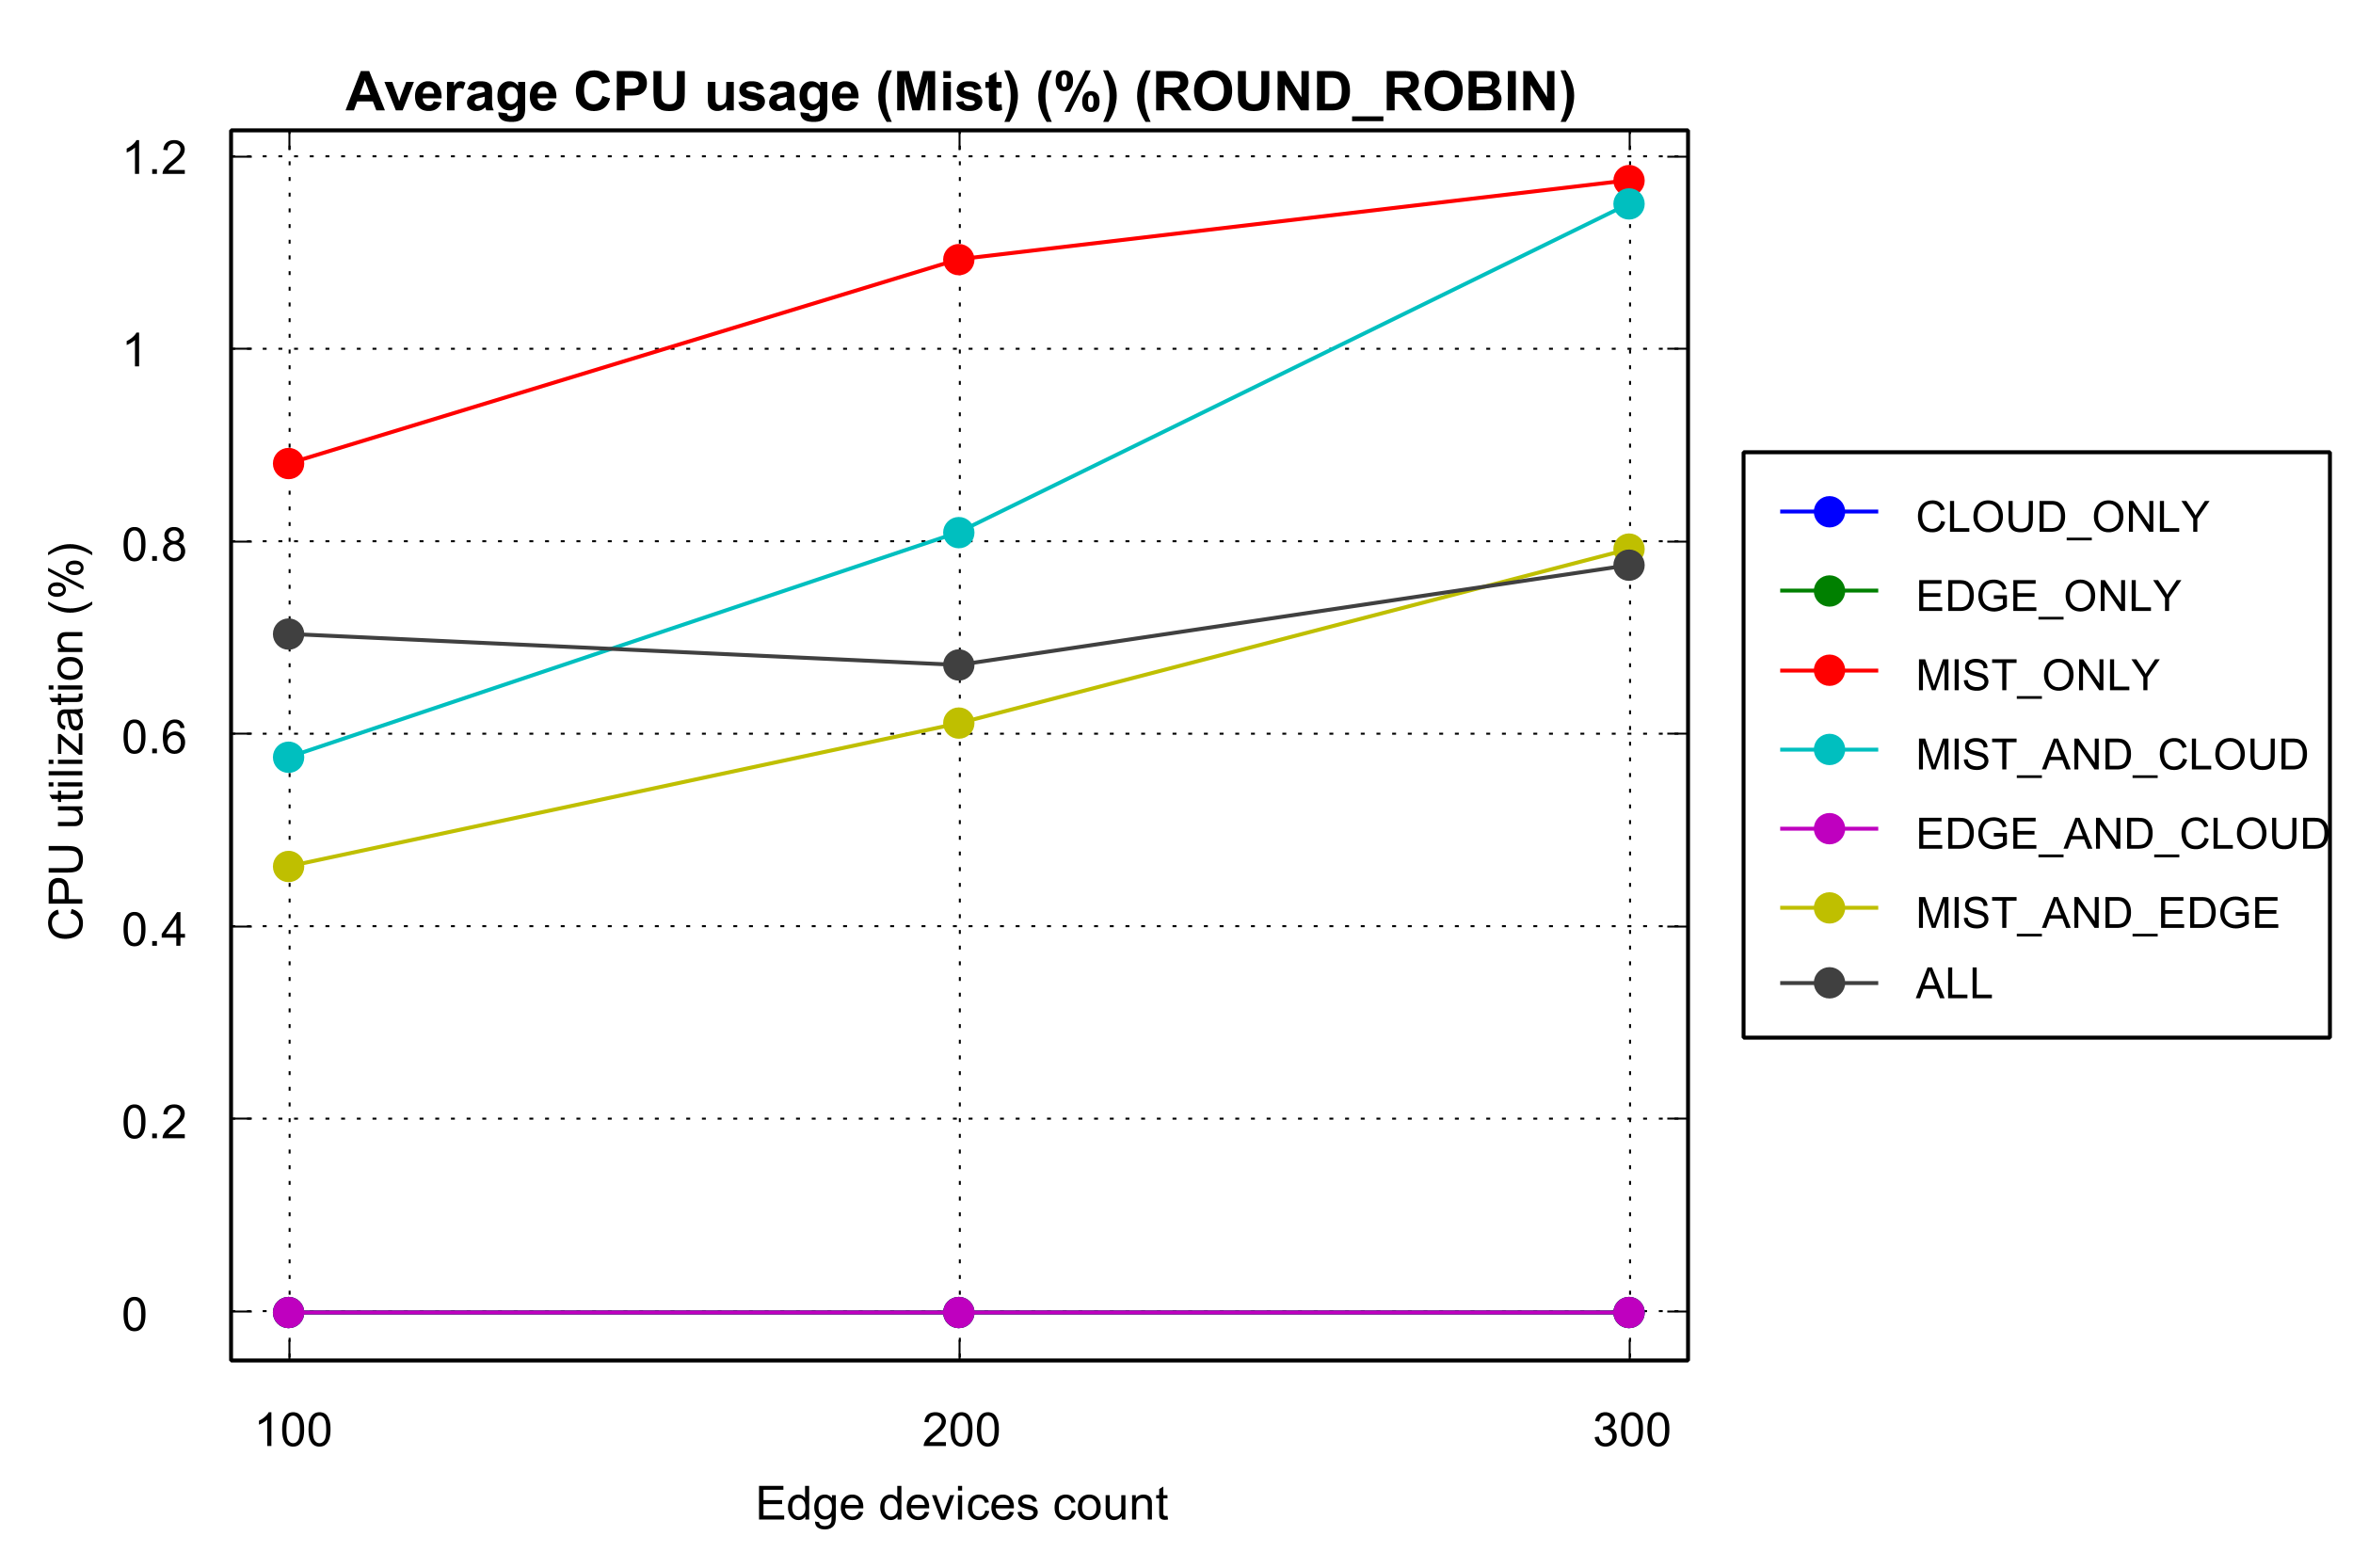 Average CPU usage (Mist) (%) (ROUND_ROBIN)
CPU utilization (%)
1.2
1
0.8
0.6
0.4
0.2
0
100
200
300
Edge devices count
CLOUD_ONLY
EDGE_ONLY
MIST_ONLY
MIST_AND_CLOUD
EDGE_AND_CLOUD
MIST_AND_EDGE
ALL